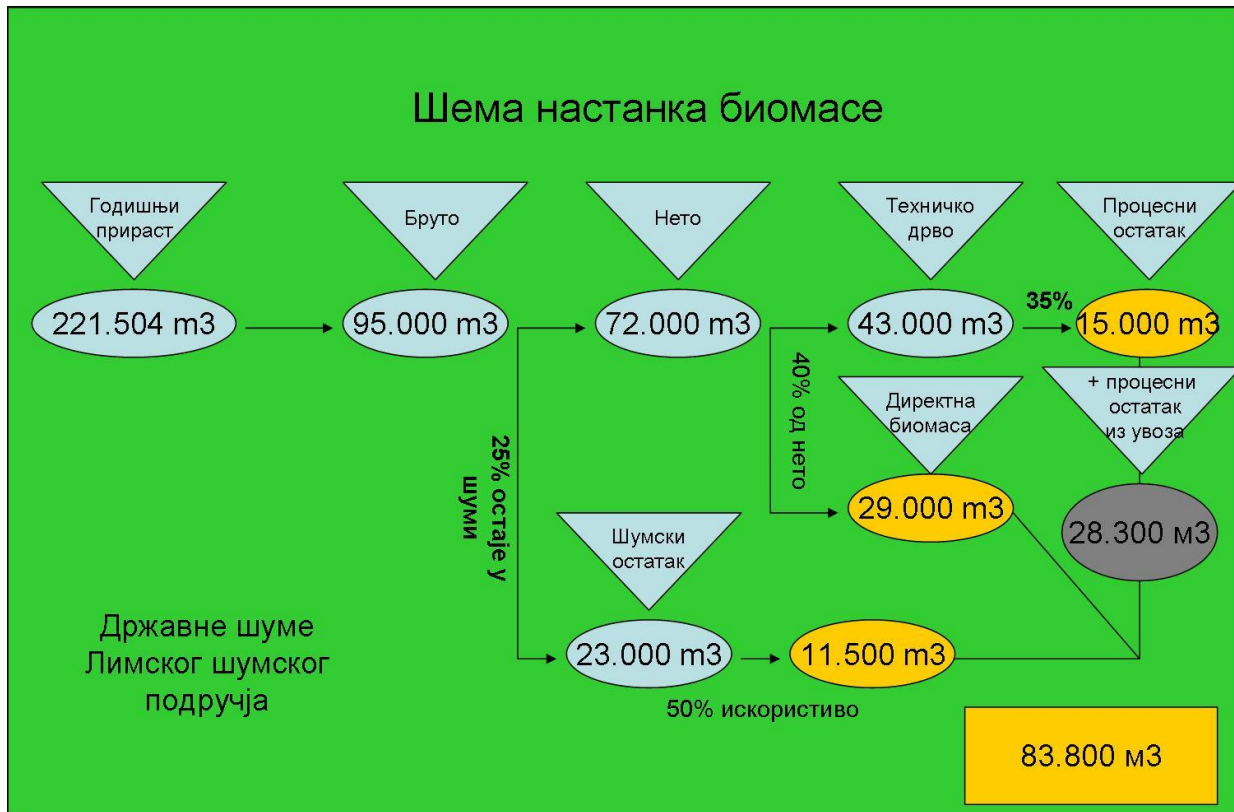 Шема настанка биомасе
Годишњи
прираст
Бруто
Нето
Техничко
дрво
Процесни
остатак
221.504 m3
95.000 m3
72.000 m3
43.000 m3
35%
15.000 m3
25% остаје у
шуми
40% од нето
Директна
биомаса
+ процесни
остатак
из увоза
29.000 m3
28.300 м3
Шумски
остатак
23.000 m3
11.500 m3
50% искористиво
Државне шуме
Лимског шумског
подручја
83.800 м3